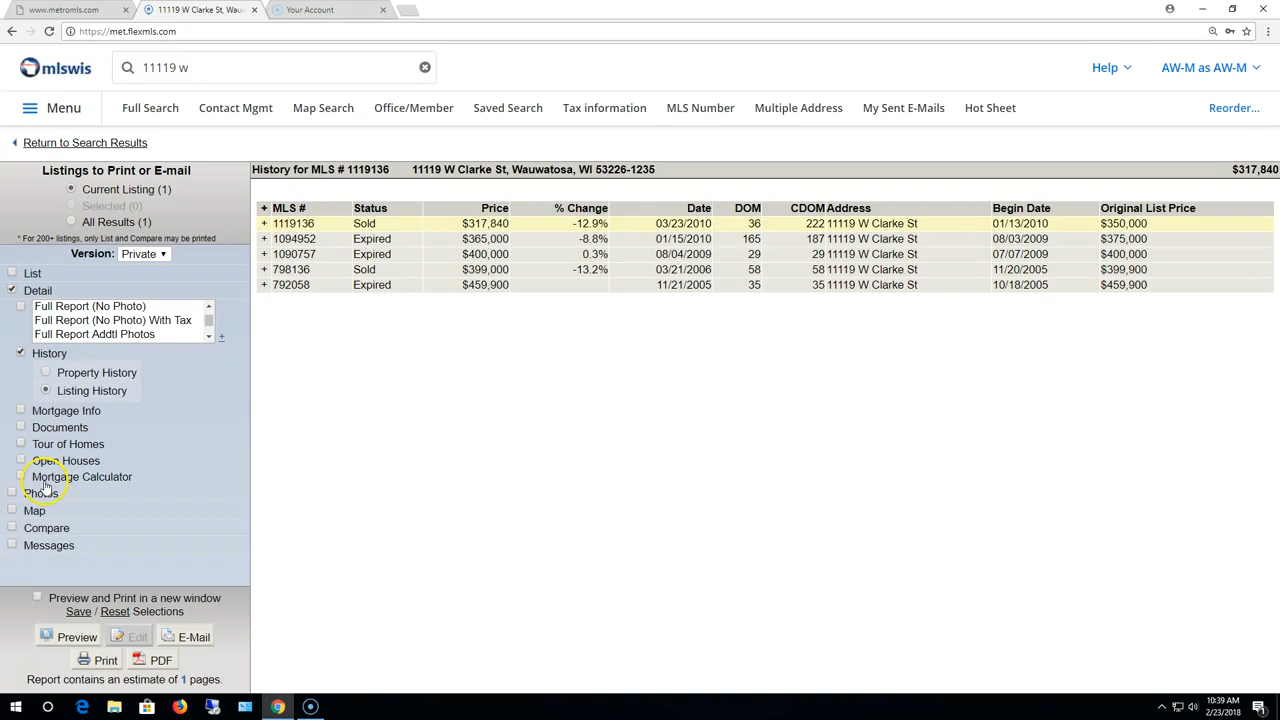 www.metromls.com
11119 W Clarke St, Wau
Your Account
https://met.flexmls.com
mlswis
11119 w
Help
AW-M as AW-M
Menu
Full Search
Contact Mgmt
Map Search
Office/Member
Saved Search
Tax information
MLS Number
Multiple Address
My Sent E-Mails
Hot Sheet
Reorder...
Return to Search Results
Listings to Print or E-mail
Current Listing (1)
Selected (0)
All Results (1)
* For 200+ listings, only List and Compare may be printed
Version: Private
List
Detail
Full Report (No Photo)
Full Report (No Photo) With Tax
Full Report Addtl Photos
+
History
Property History
Listing History
Mortgage Info
Documents
Tour of Homes
Open Houses
Mortgage Calculator
Photos
Map
Compare
Messages
Preview and Print in a new window
Save / Reset Selections
Preview Edit E-Mail
Print PDF
Report contains an estimate of 1 pages.
History for MLS # 1119136 11119 W Clarke St, Wauwatosa, WI 53226-1235 $317,840
+ MLS # Status Price % Change Date DOM CDOM Address Begin Date Original List Price
+ 1119136 Sold $317,840 -12.9% 03/23/2010 36 222 11119 W Clarke St 01/13/2010 $350,000
+ 1094952 Expired $365,000 -8.8% 01/15/2010 165 187 11119 W Clarke St 08/03/2009 $375,000
+ 1090757 Expired $400,000 0.3% 08/04/2009 29 29 11119 W Clarke St 07/07/2009 $400,000
+ 798136 Sold $399,000 -13.2% 03/21/2006 58 58 11119 W Clarke St 11/20/2005 $399,900
+ 792058 Expired $459,900 11/21/2005 35 35 11119 W Clarke St 10/18/2005 $459,900
10:39 AM
2/23/2018